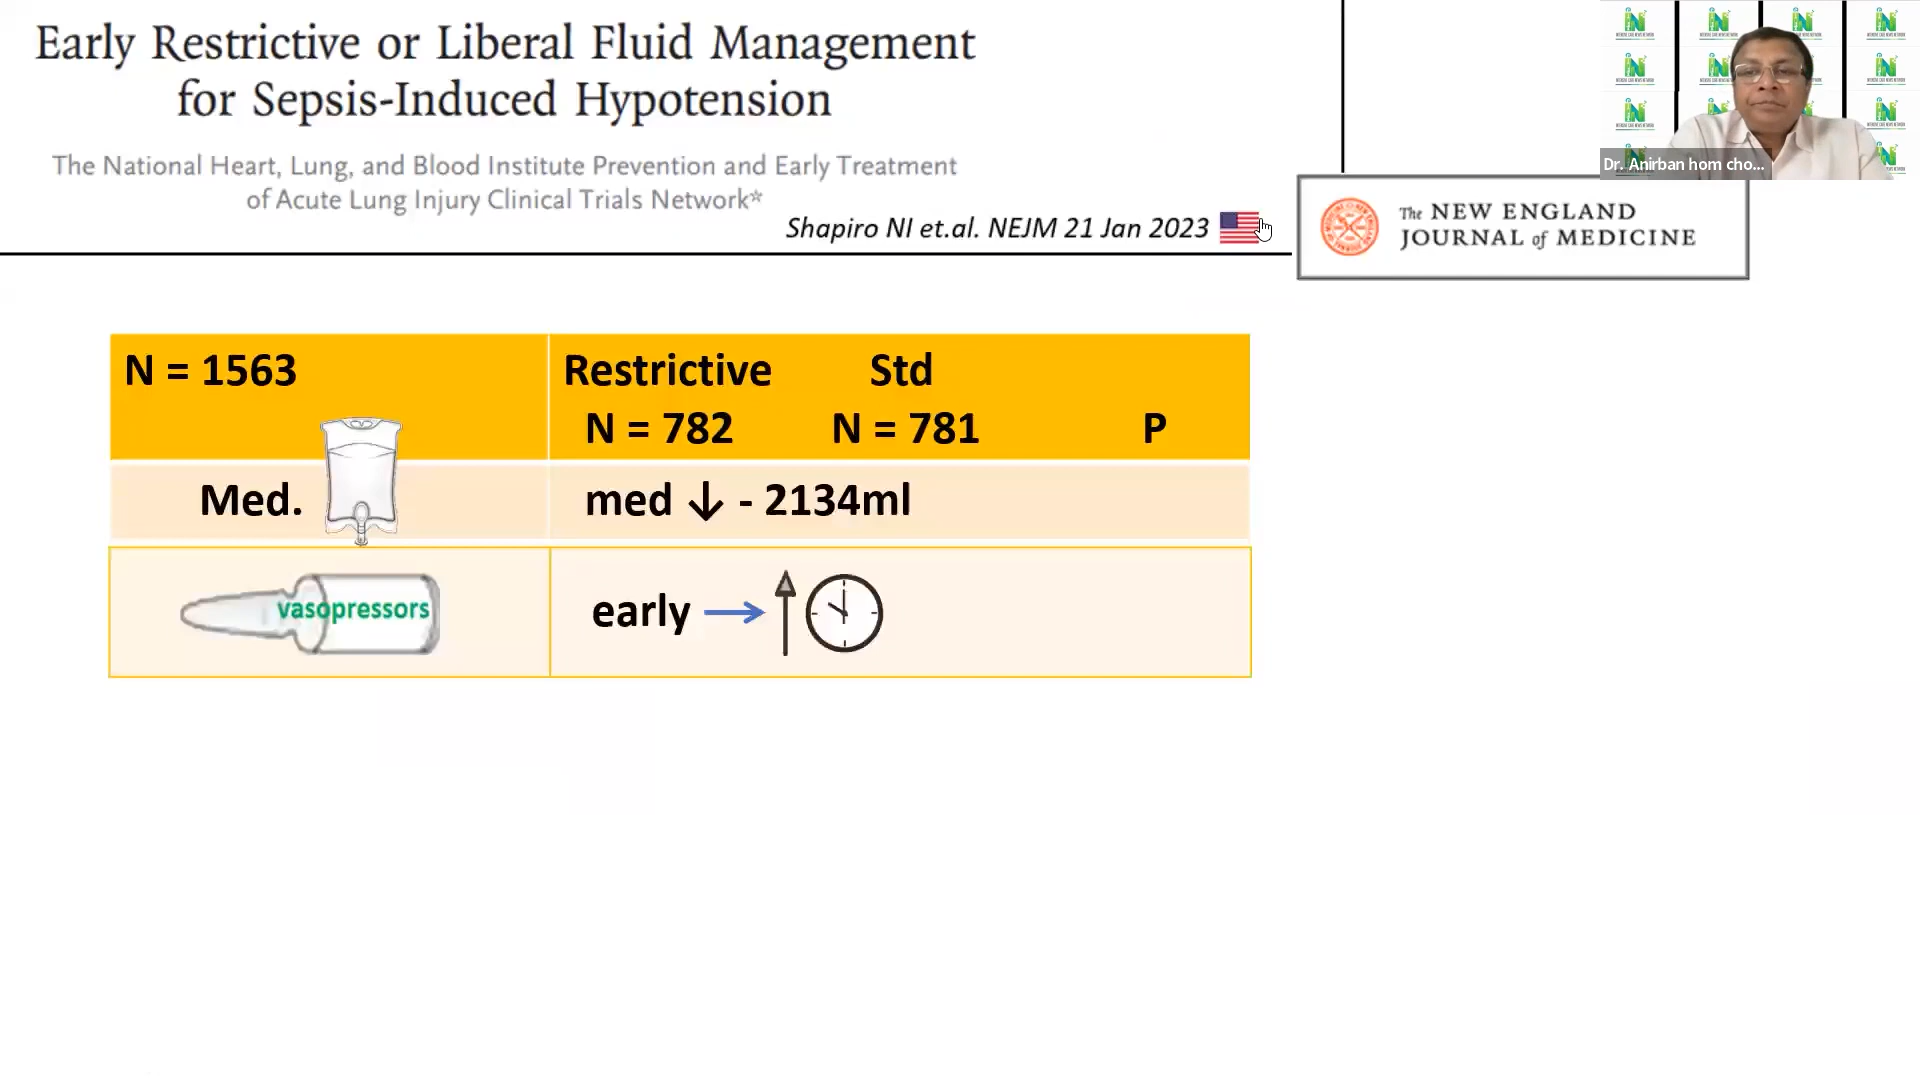 Early Restrictive or Liberal Fluid Management
for Sepsis-Induced Hypotension
The National Heart, Lung, and Blood Institute Prevention and Early Treatment
of Acute Lung Injury Clinical Trials Network*
Shapiro NI et.al. NEJM 21 Jan 2023
Dr. Anirban hom cho...
The NEW ENGLAND
JOURNAL of MEDICINE
N = 1563
Restrictive Std
N = 782 N = 781 P
Med.
med ↓ - 2134ml
vasopressors
early